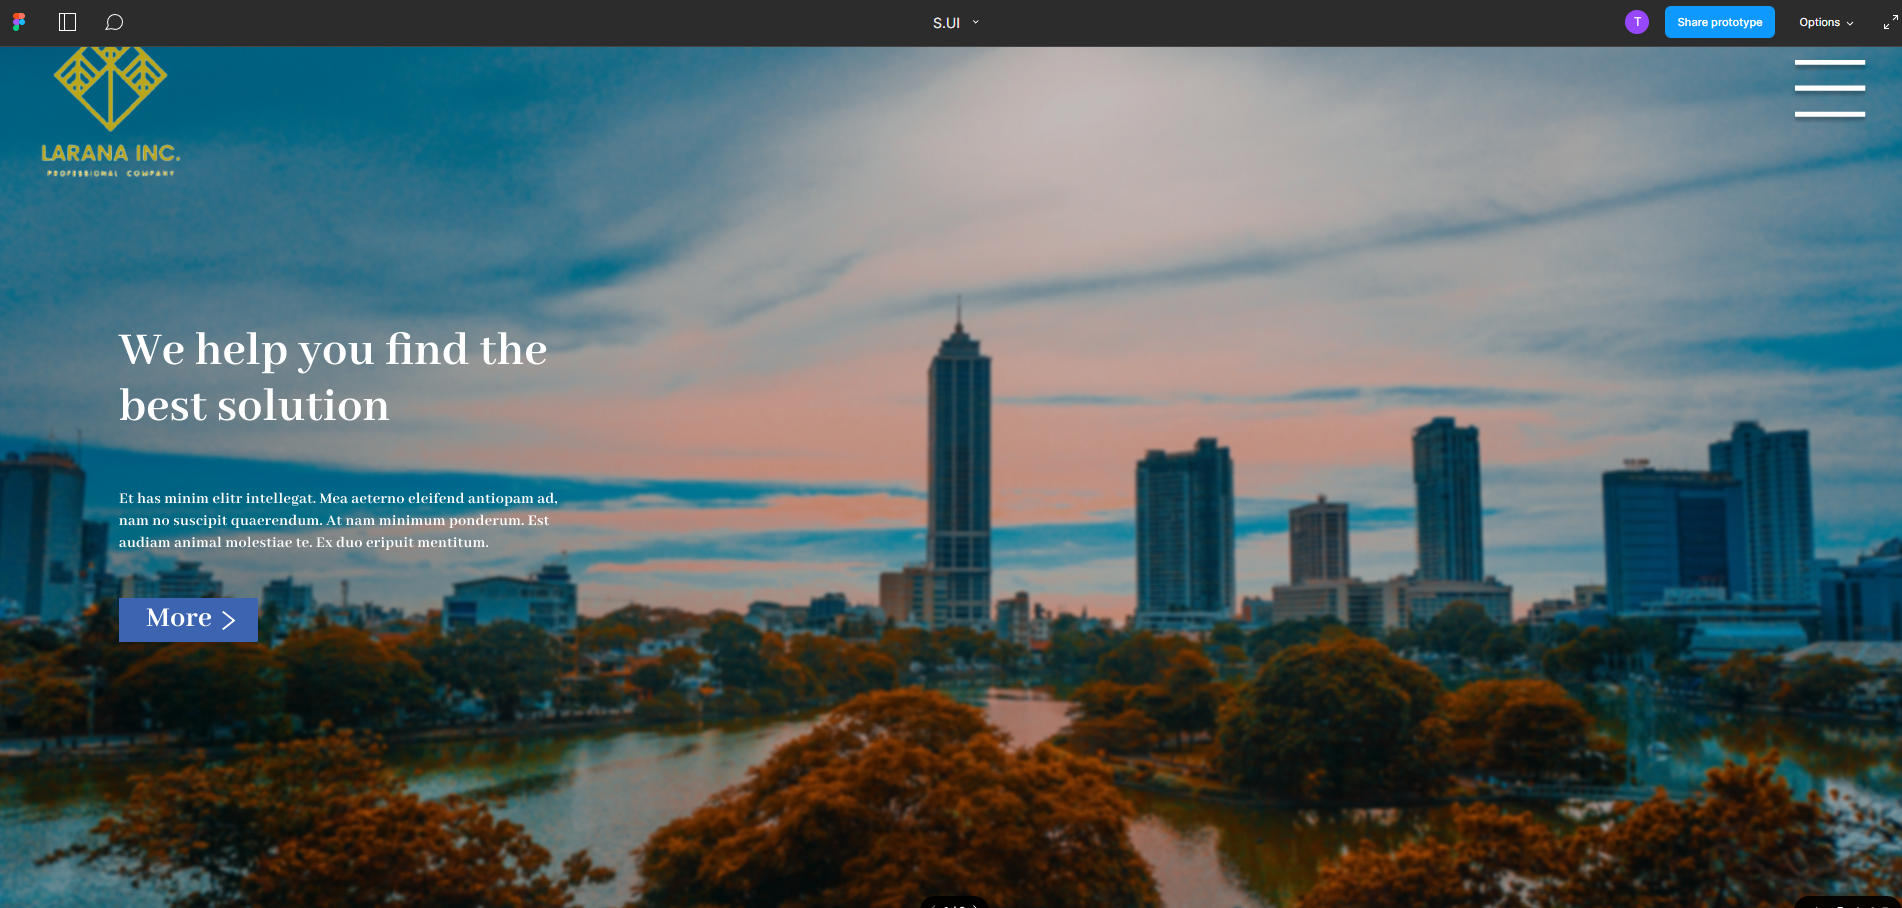 S.UI
T
Share prototype
Options
LARANA INC.
PROFESSIONAL COMPANY
We help you find the
best solution
Et has minim elitr intellegat. Mea aeterno eleifend antiopam ad,
nam no suscipit quaerendum. At nam minimum ponderum. Est
audiam animal molestiae te. Ex duo eripuit mentitum.
More >